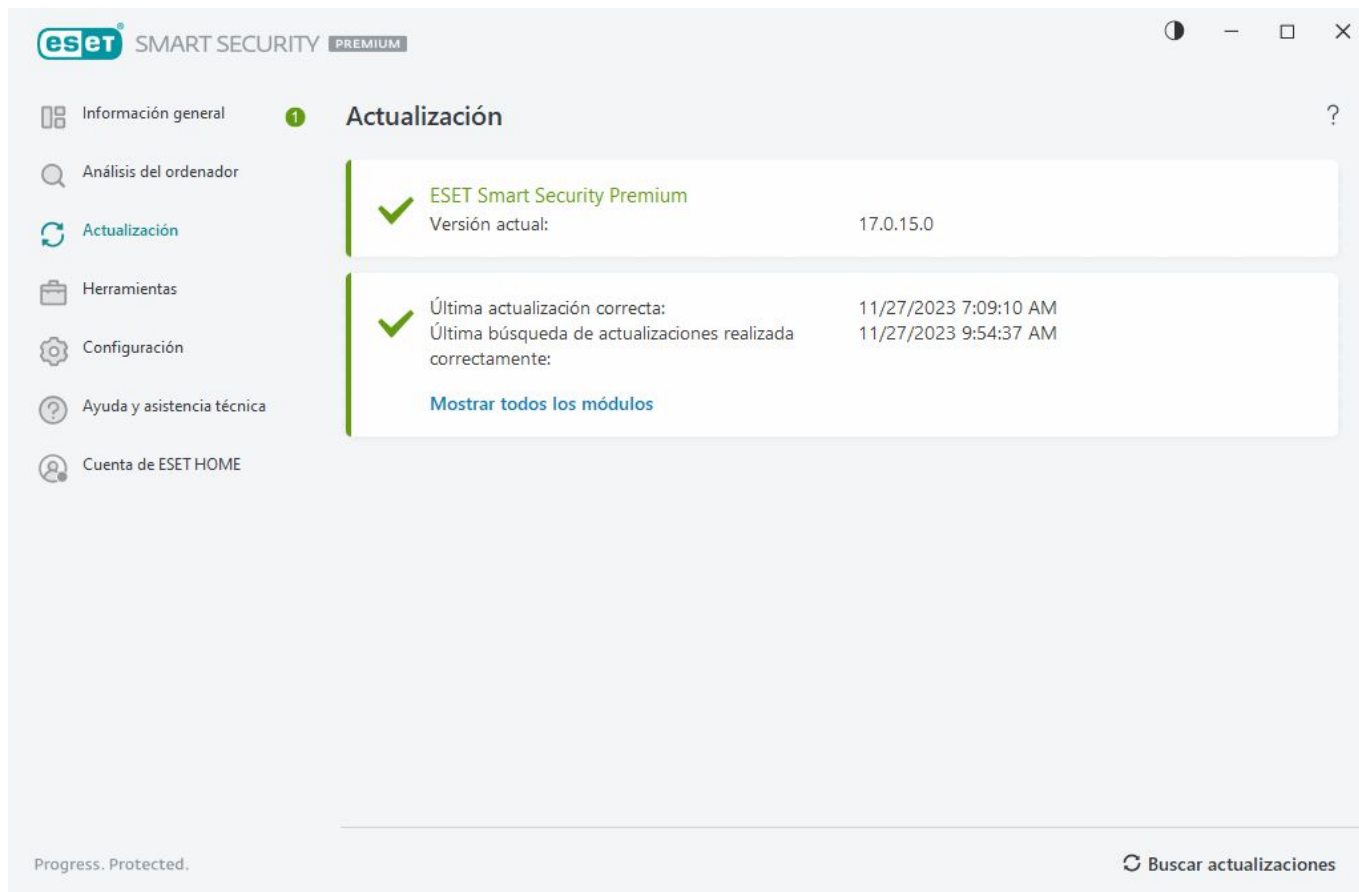 eset® SMART SECURITY PREMIUM
Información general 1
Análisis del ordenador
Actualización
Herramientas
Configuración
Ayuda y asistencia técnica
Cuenta de ESET HOME
Actualización ?
ESET Smart Security Premium
Versión actual: 17.0.15.0
Última actualización correcta: 11/27/2023 7:09:10 AM
Última búsqueda de actualizaciones realizada 11/27/2023 9:54:37 AM
correctamente:
Mostrar todos los módulos
Progress. Protected.
Buscar actualizaciones